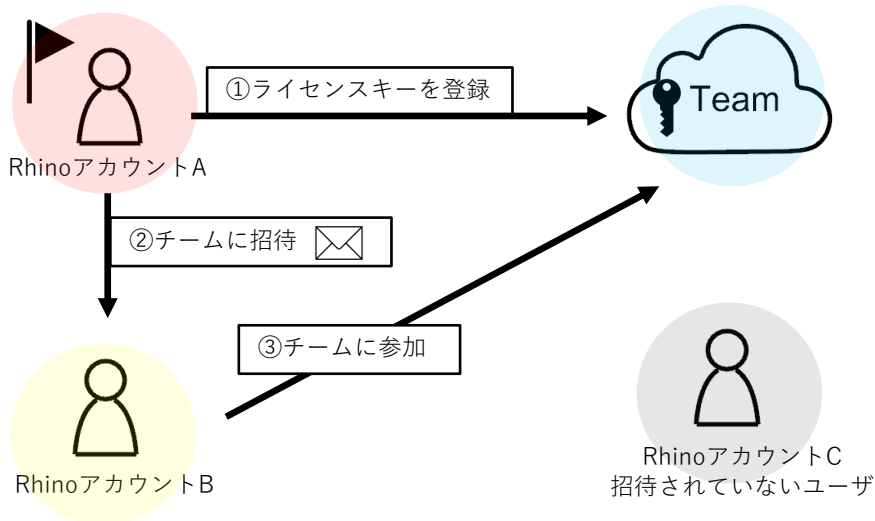 ①ライセンスキーを登録
Team
RhinoアカウントA
②チームに招待
③チームに参加
RhinoアカウントB
RhinoアカウントC
招待されていないユーザ